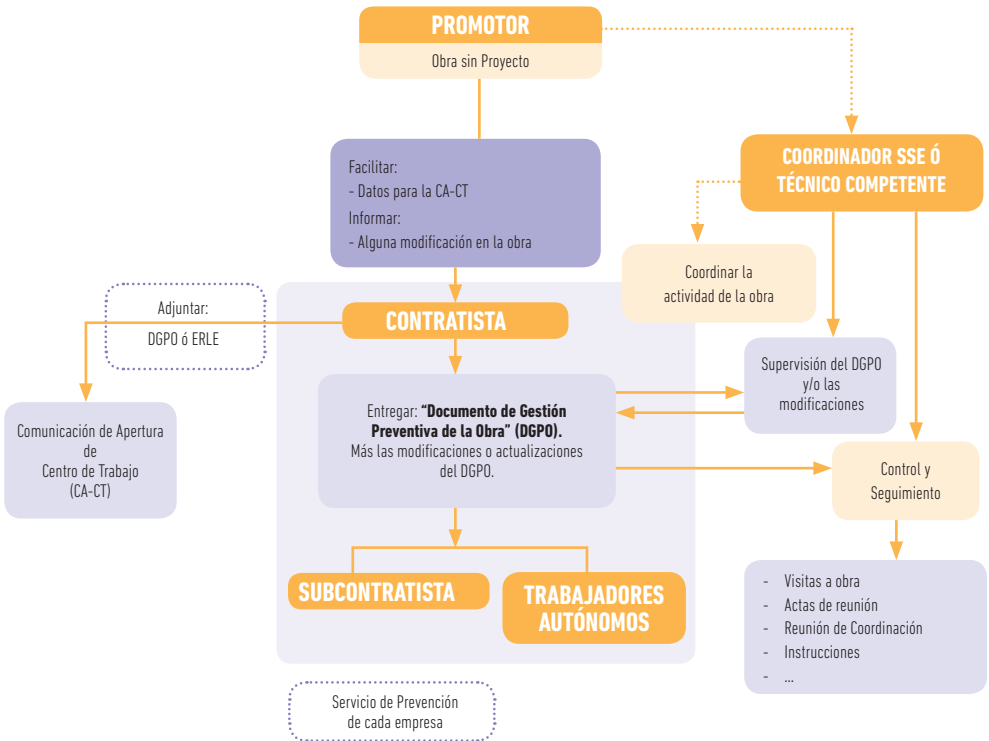 PROMOTOR
Obra sin Proyecto
COORDINADOR SSE Ó
TÉCNICO COMPETENTE
Facilitar:
- Datos para la CA-CT
Informar:
- Alguna modificación en la obra
Coordinar la
actividad de la obra
Adjuntar:
DGPO ó ERLE
CONTRATISTA
Supervisión del DGPO
y/o las
modificaciones
Entregar: “Documento de Gestión
Preventiva de la Obra” (DGPO).
Más las modificaciones o actualizaciones
del DGPO.
Comunicación de Apertura
de
Centro de Trabajo
(CA-CT)
Control y
Seguimiento
SUBCONTRATISTA
TRABAJADORES
AUTÓNOMOS
- Visitas a obra
- Actas de reunión
- Reunión de Coordinación
- Instrucciones
- ...
Servicio de Prevención
de cada empresa